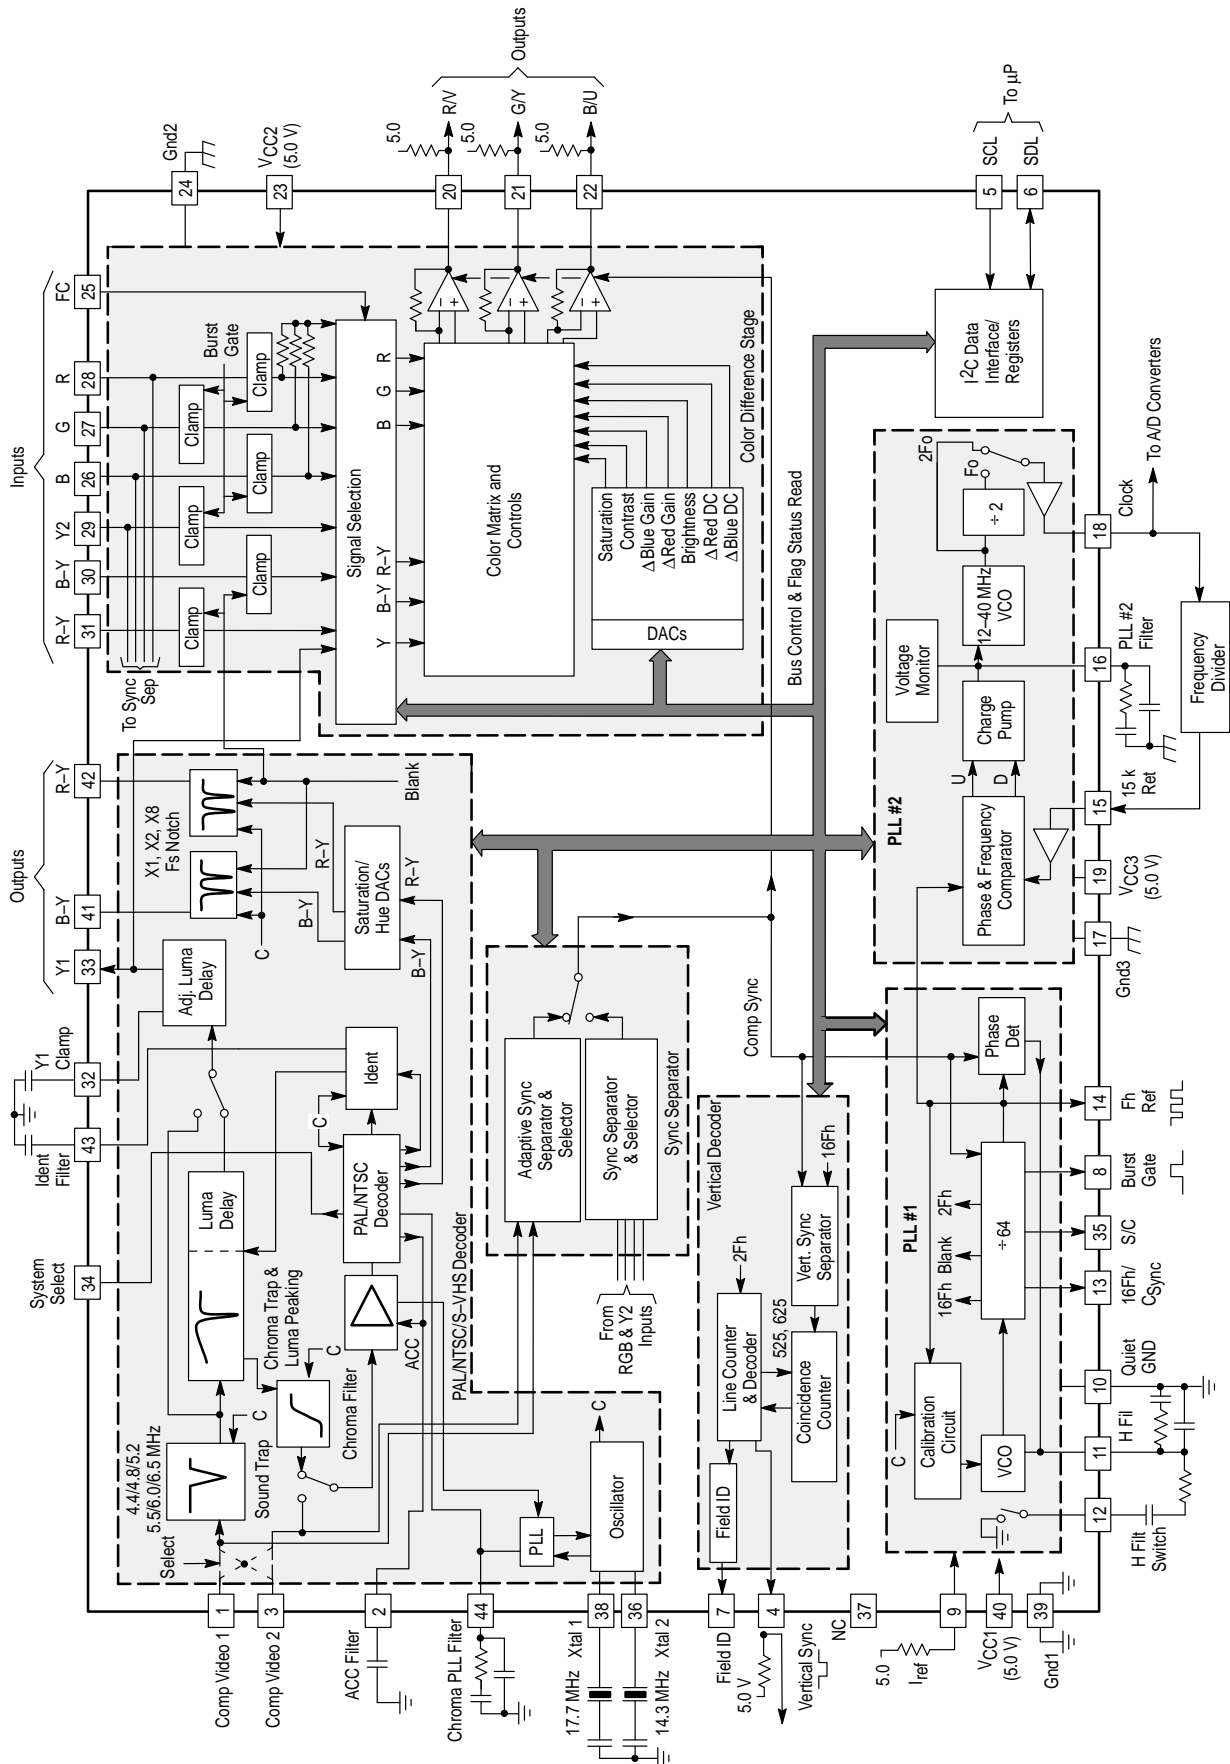 Inputs
R–Y
B–Y
Y2
B
G
R
FC
31
30
29
26
27
28
25
Gnd2
24
VCC2
(5.0 V)
23
To Sync
Sep
Clamp
Clamp
Clamp
Clamp
Clamp
Clamp
Burst
Gate
Signal Selection
Y
B–Y
R–Y
B
G
R
Color Matrix and
Controls
DACs
Saturation
Contrast
Δ Blue Gain
Δ Red Gain
Brightness
Δ Red DC
Δ Blue DC
Color Difference Stage
20
21
22
5.0
5.0
5.0
R/V
G/Y
B/U
Outputs
Outputs
Y1
B–Y
R–Y
33
41
42
X1, X2, X8
Fs Notch
C
Blank
B–Y
R–Y
Saturation/
Hue DACs
B–Y
R–Y
Adj. Luma
Delay
Y1
Clamp
32
Ident
Filter
43
System
Select
34
Luma
Delay
Ident
C
PAL/NTSC
Decoder
Chroma Trap &
Luma Peaking
C
Chroma Filter
ACC
Sound Trap
C
4.4/4.8/5.2
5.5/6.0/6.5 MHz
Select
PAL/NTSC/S–VHS Decoder
PLL
Oscillator
C
1
Comp Video 1
3
Comp Video 2
2
ACC Filter
44
Chroma PLL Filter
38
Xtal 1
17.7 MHz
36
Xtal 2
14.3 MHz
Adaptive Sync
Separator &
Selector
Sync Separator
& Selector
Sync Separator
From
RGB & Y2
Inputs
Comp Sync
Bus Control & Flag Status Read
Vertical Decoder
2Fh
16Fh
Line Counter
& Decoder
Vert. Sync
Separator
525, 625
Coincidence
Counter
Field ID
7
Field ID
4
Vertical Sync
5.0 V
37
NC
9
Iref
5.0
40
VCC1
(5.0 V)
39
Gnd1
I2C Data
Interface/
Registers
5
SCL
6
SDL
To µP
PLL #2
Voltage
Monitor
Phase & Frequency
Comparator
U
D
Charge
Pump
12–40 MHz
VCO
÷ 2
Fo
2Fo
18
Clock
To A/D Converters
16
PLL #2
Filter
15
15 k
Ret
Frequency
Divider
19
VCC3
(5.0 V)
17
Gnd3
PLL #1
Phase
Det
÷ 64
2Fh
Blank
16Fh
Calibration
Circuit
C
VCO
14
Fh
Ref
8
Burst
Gate
35
S/C
13
16Fh/
CSync
10
Quiet
GND
11
H Fil
12
H Filt
Switch